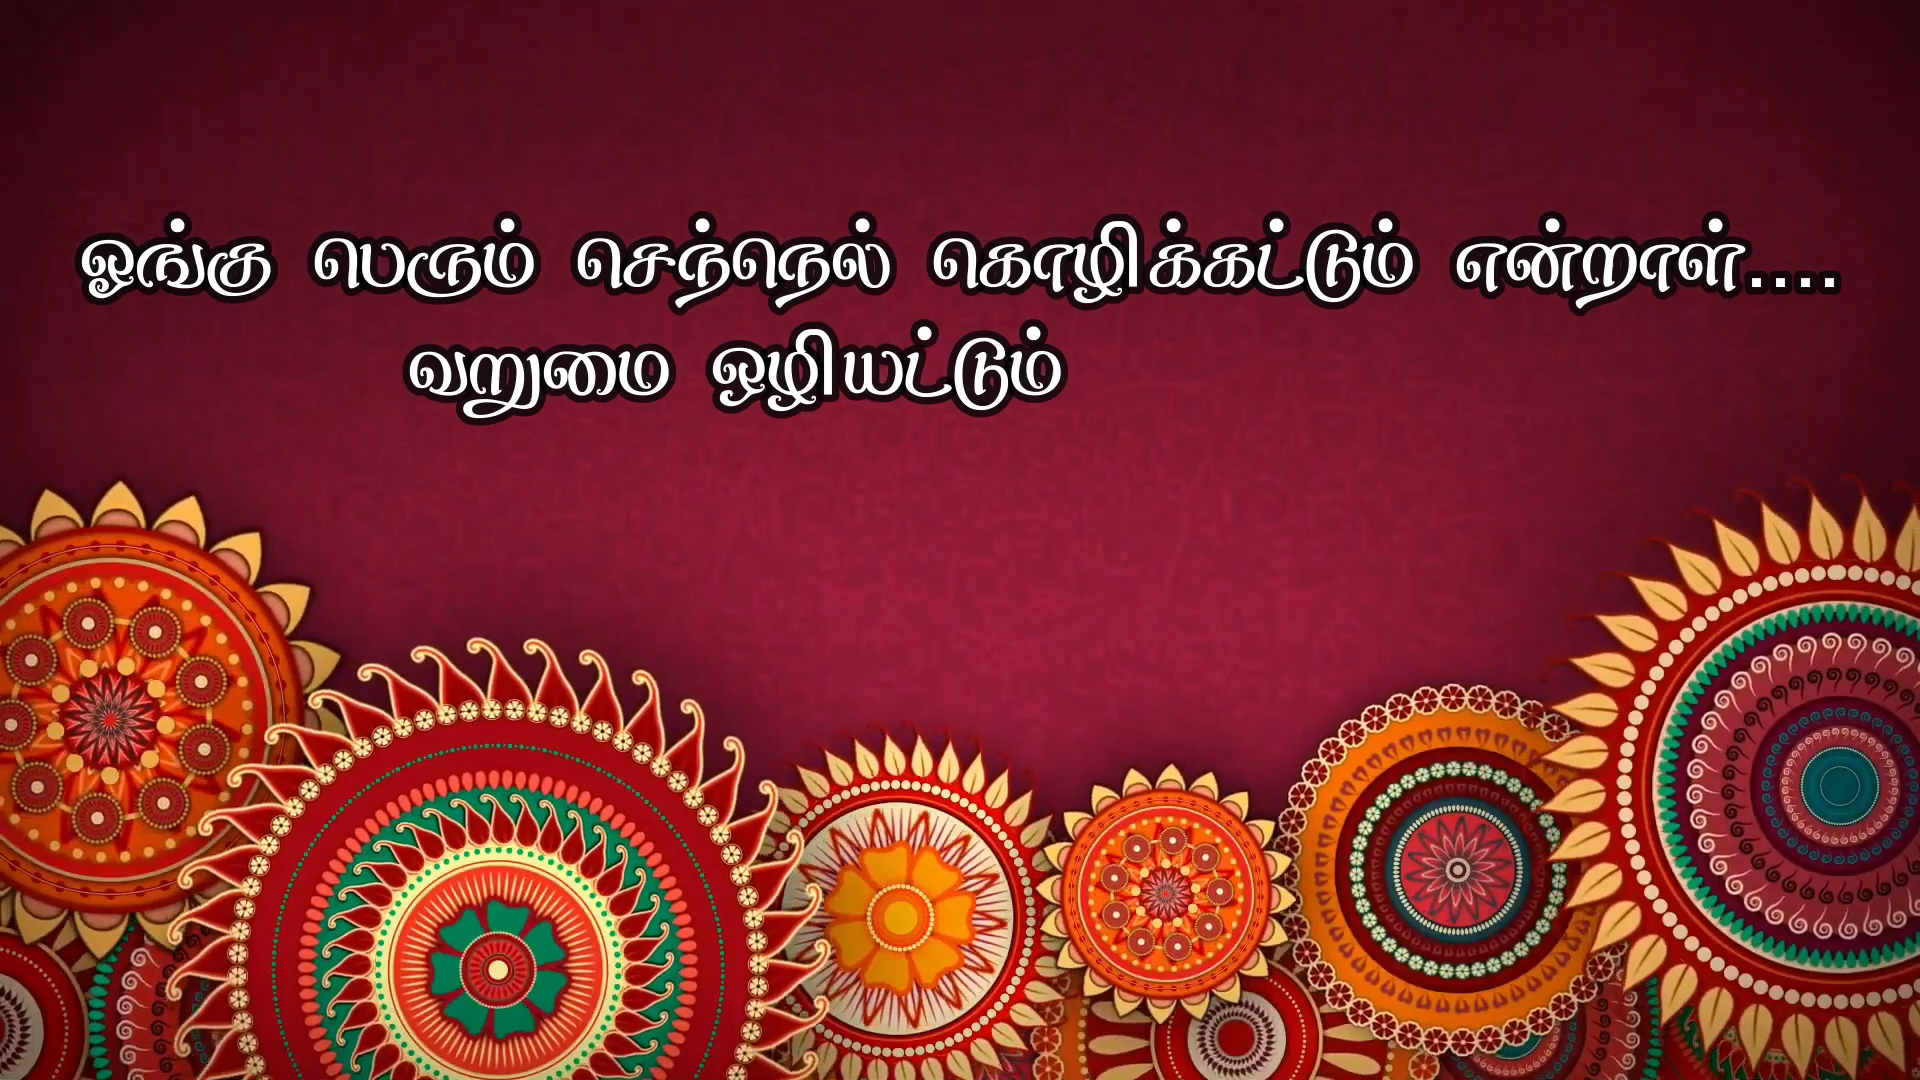 ஓங்கு பெரும் செந்நெல் கொழிக்கட்டும் என்றாள்....
வறுமை ஒழியட்டும்